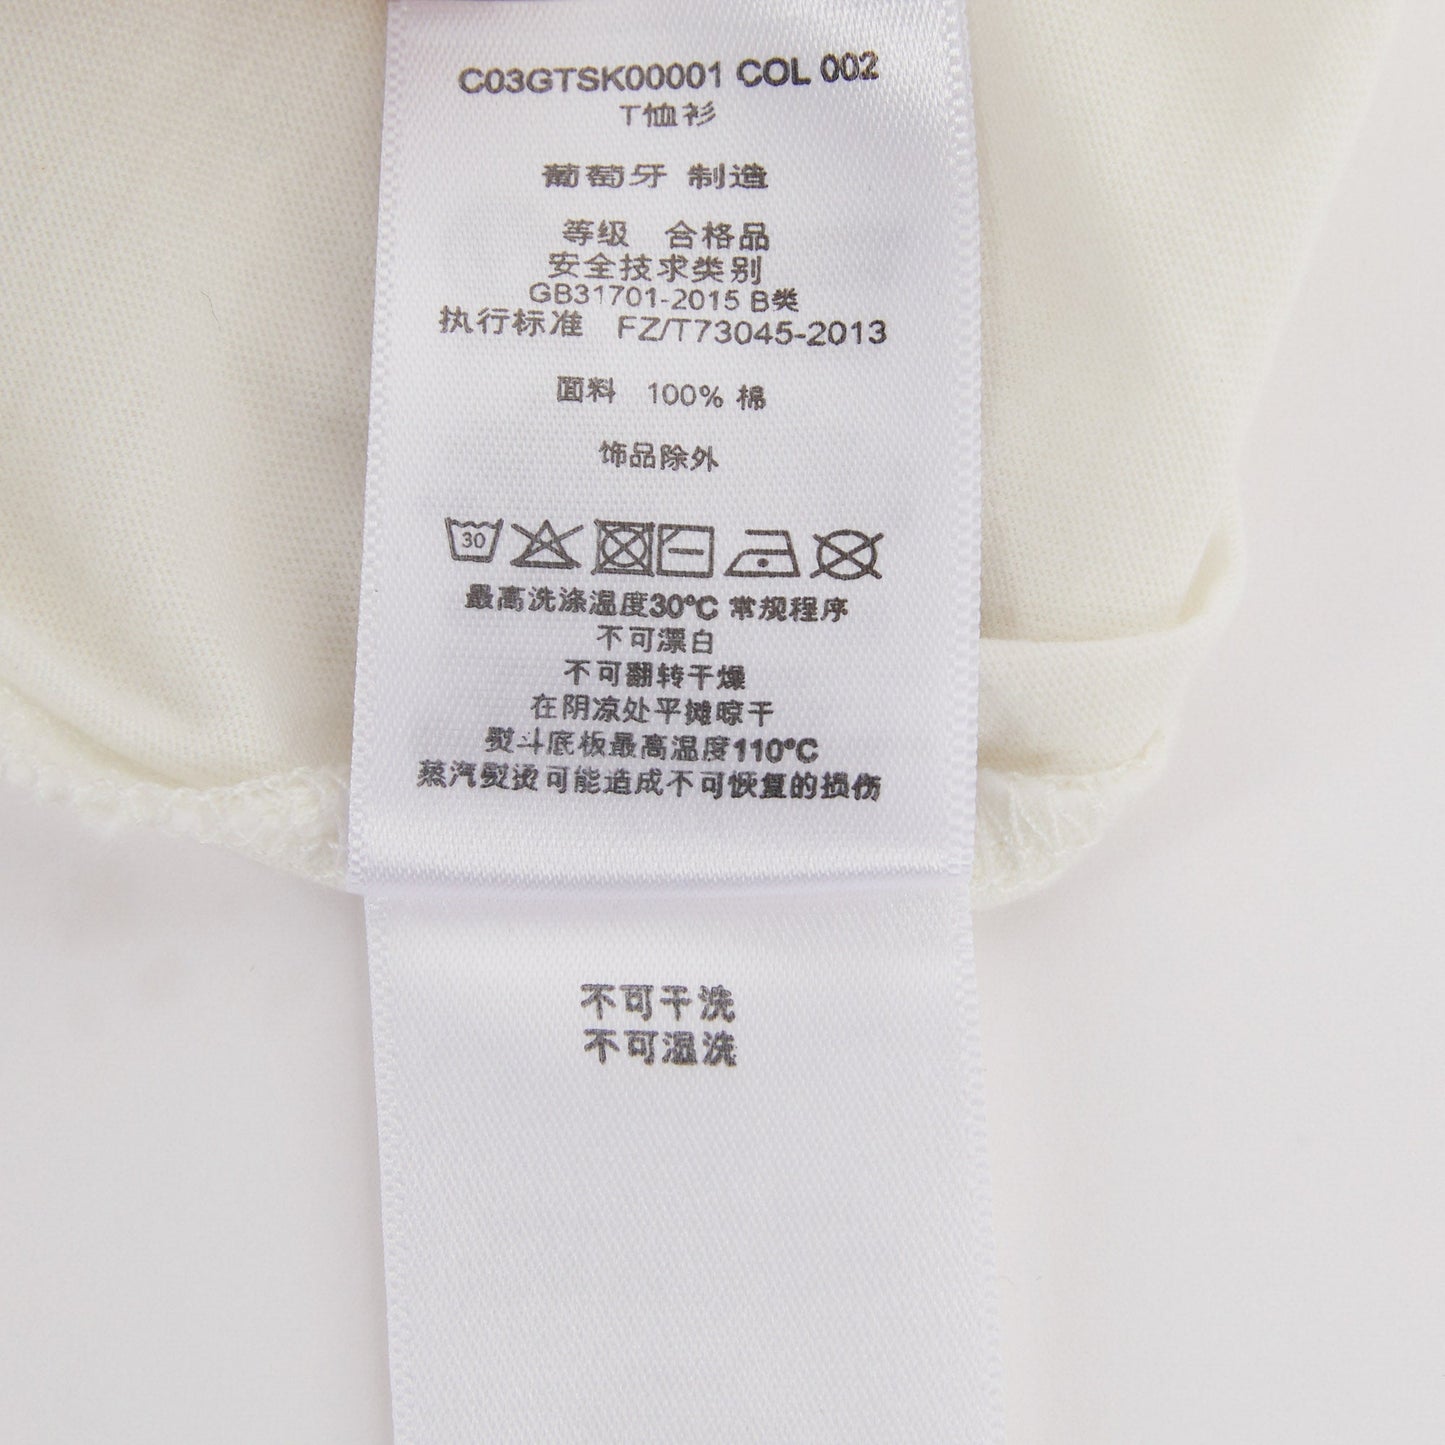 C03GTSK00001 COL 002
T恤衫
葡萄牙 制造
等级 合格品
安全技术类别
GB31701-2015 B类
执行标准 FZ/T73045-2013
面料 100% 棉
饰品除外
30
最高洗涤温度30°C 常规程序
不可漂白
不可翻转干燥
在阴凉处平摊晾干
熨斗底板最高温度110°C
蒸汽熨烫可能造成不可恢复的损伤
不可干洗
不可湿洗